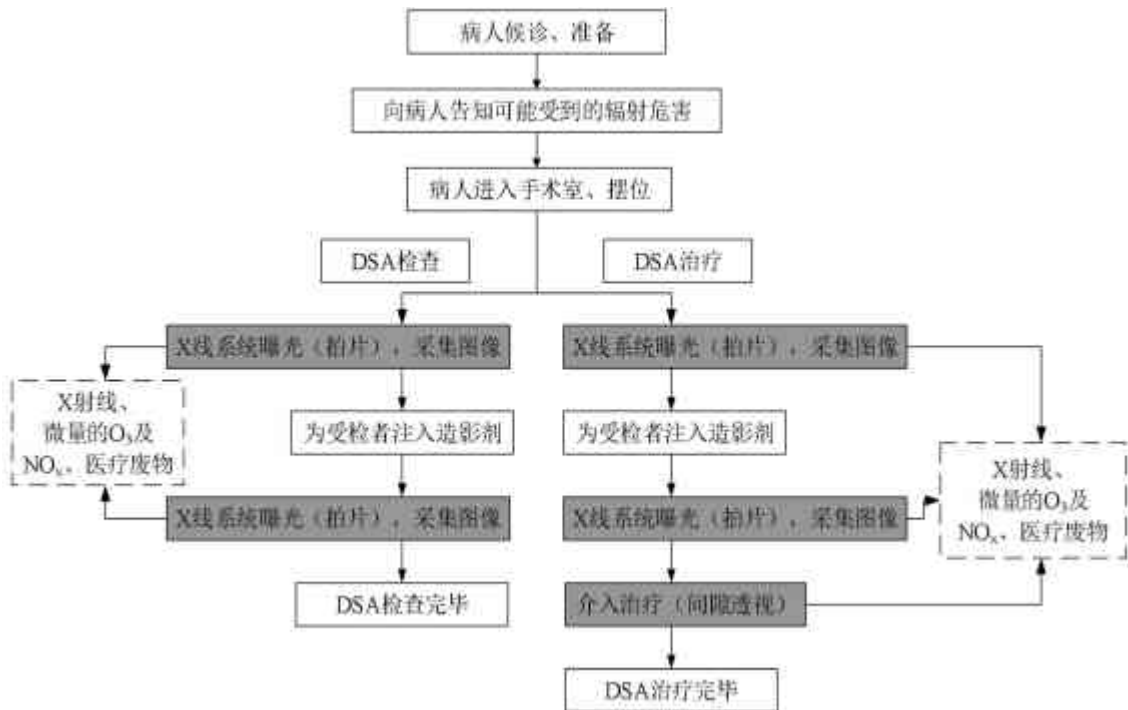 病人候诊、准备
向病人告知可能受到的辐射危害
病人进入手术室、摆位
DSA检查
DSA治疗
X线系统曝光（拍片），采集图像
X线系统曝光（拍片），采集图像
X射线、
微量的O₃及
NOₓ、医疗废物
为受检者注入造影剂
为受检者注入造影剂
X射线、
微量的O₃及
NOₓ、医疗废物
X线系统曝光（拍片），采集图像
X线系统曝光（拍片），采集图像
DSA检查完毕
介入治疗（间隙透视）
DSA治疗完毕